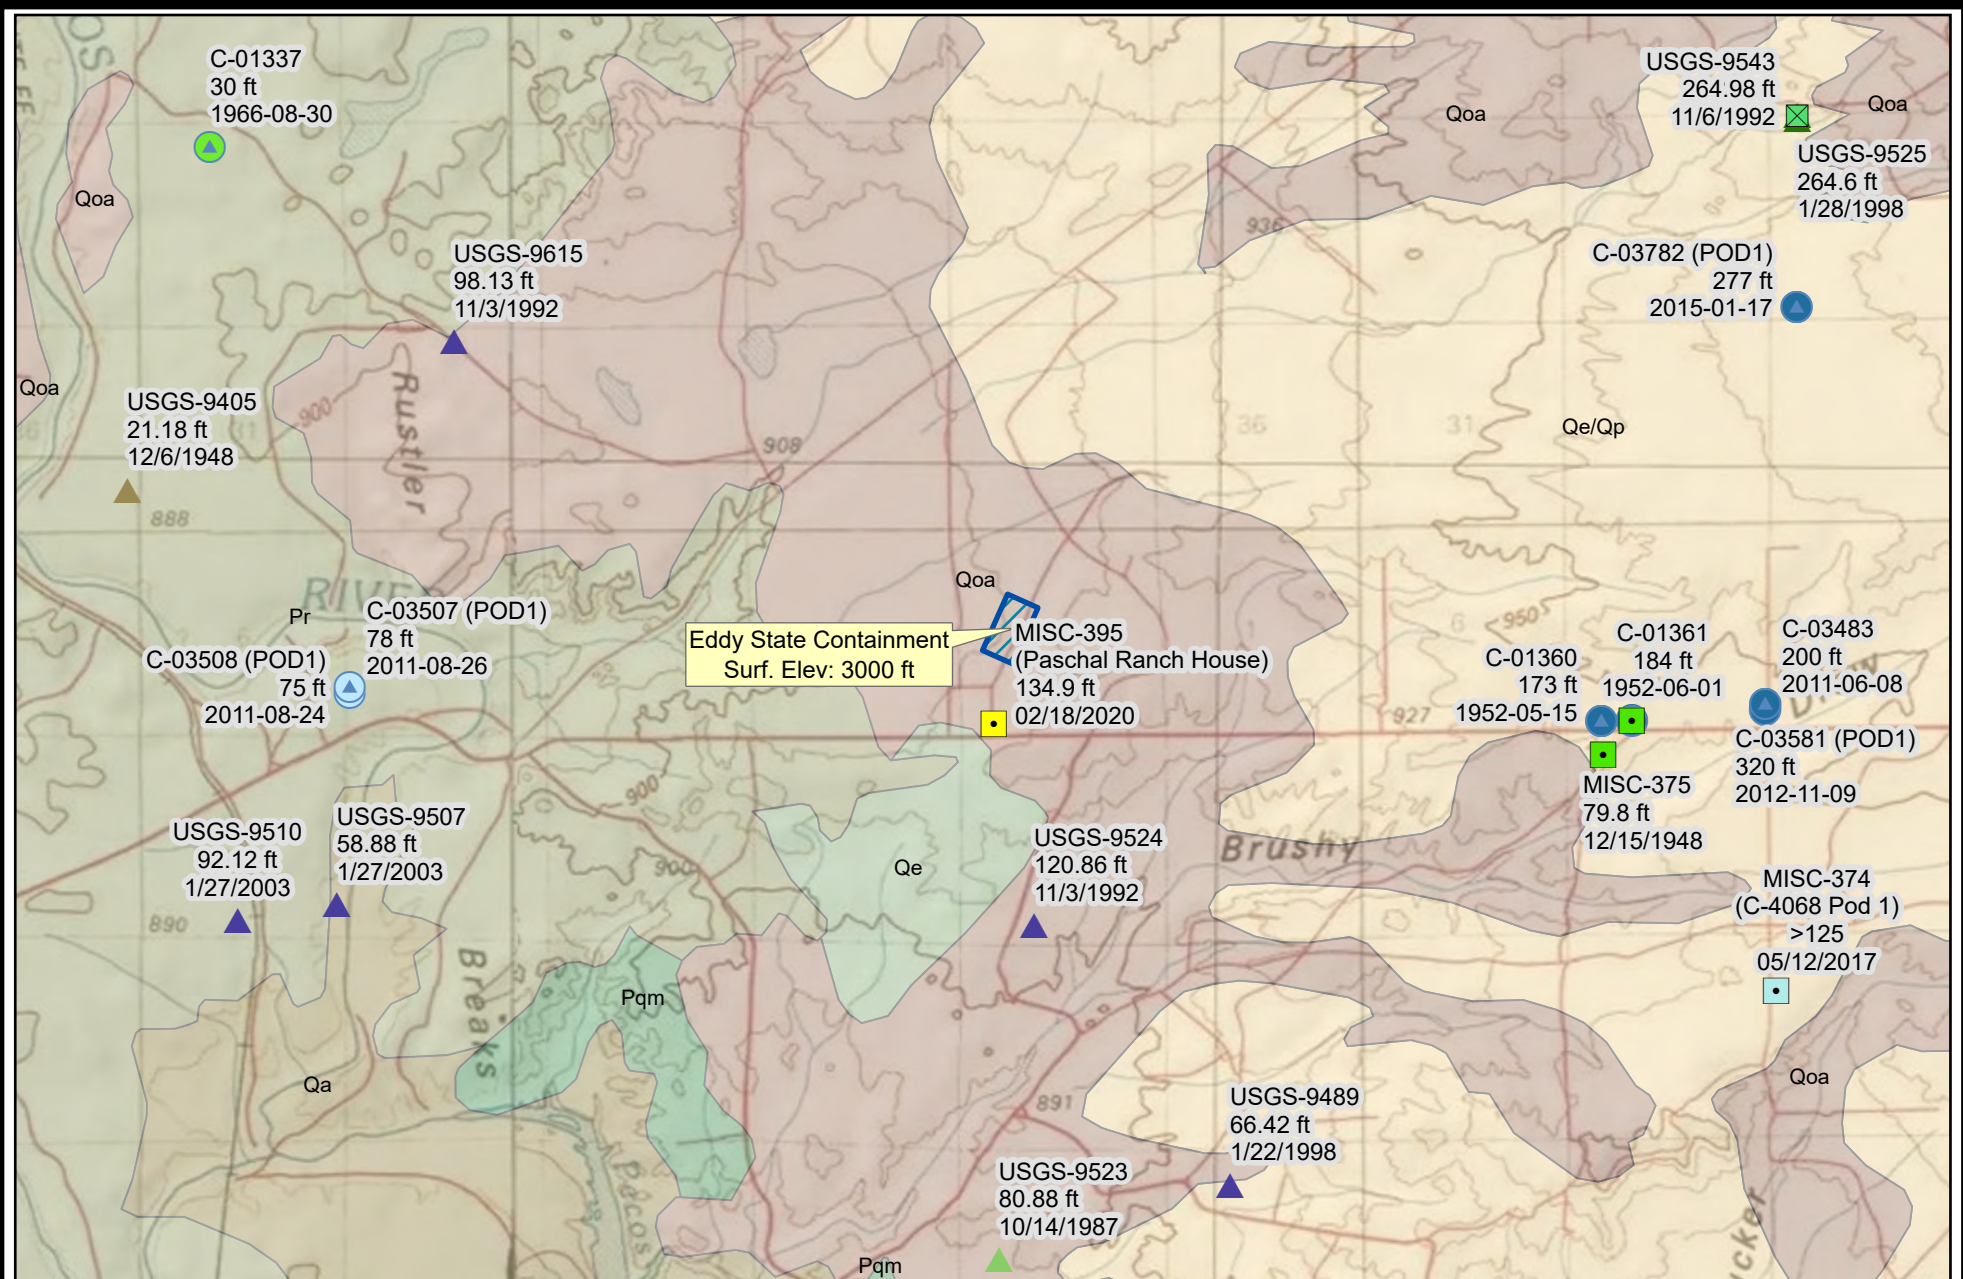 C-01337
30 ft
1966-08-30
USGS-9543
264.98 ft
11/6/1992
Qoa
Qoa
USGS-9525
264.6 ft
1/28/1998
Qoa
936
USGS-9615
98.13 ft
11/3/1992
C-03782 (POD1)
277 ft
2015-01-17
Qoa
USGS-9405
21.18 ft
12/6/1948
900
Rustler
31
908
36
31
Qe/Qp
888
Qoa
RIVER
Pr
C-03507 (POD1)
78 ft
2011-08-26
C-03508 (POD1)
75 ft
2011-08-24
Eddy State Containment
Surf. Elev: 3000 ft
MISC-395
(Paschal Ranch House)
134.9 ft
02/18/2020
950
6
C-01360
173 ft
1952-05-15
C-01361
184 ft
1952-06-01
C-03483
200 ft
2011-06-08
927
C-03581 (POD1)
320 ft
2012-11-09
MISC-375
79.8 ft
12/15/1948
900
USGS-9510
92.12 ft
1/27/2003
USGS-9507
58.88 ft
1/27/2003
900
Qe
USGS-9524
120.86 ft
11/3/1992
Brushy
MISC-374
(C-4068 Pod 1)
>125
05/12/2017
890
Breaks
Pqm
Qa
891
Qoa
USGS-9489
66.42 ft
1/22/1998
USGS-9523
80.88 ft
10/14/1987
Pecos
Pqm